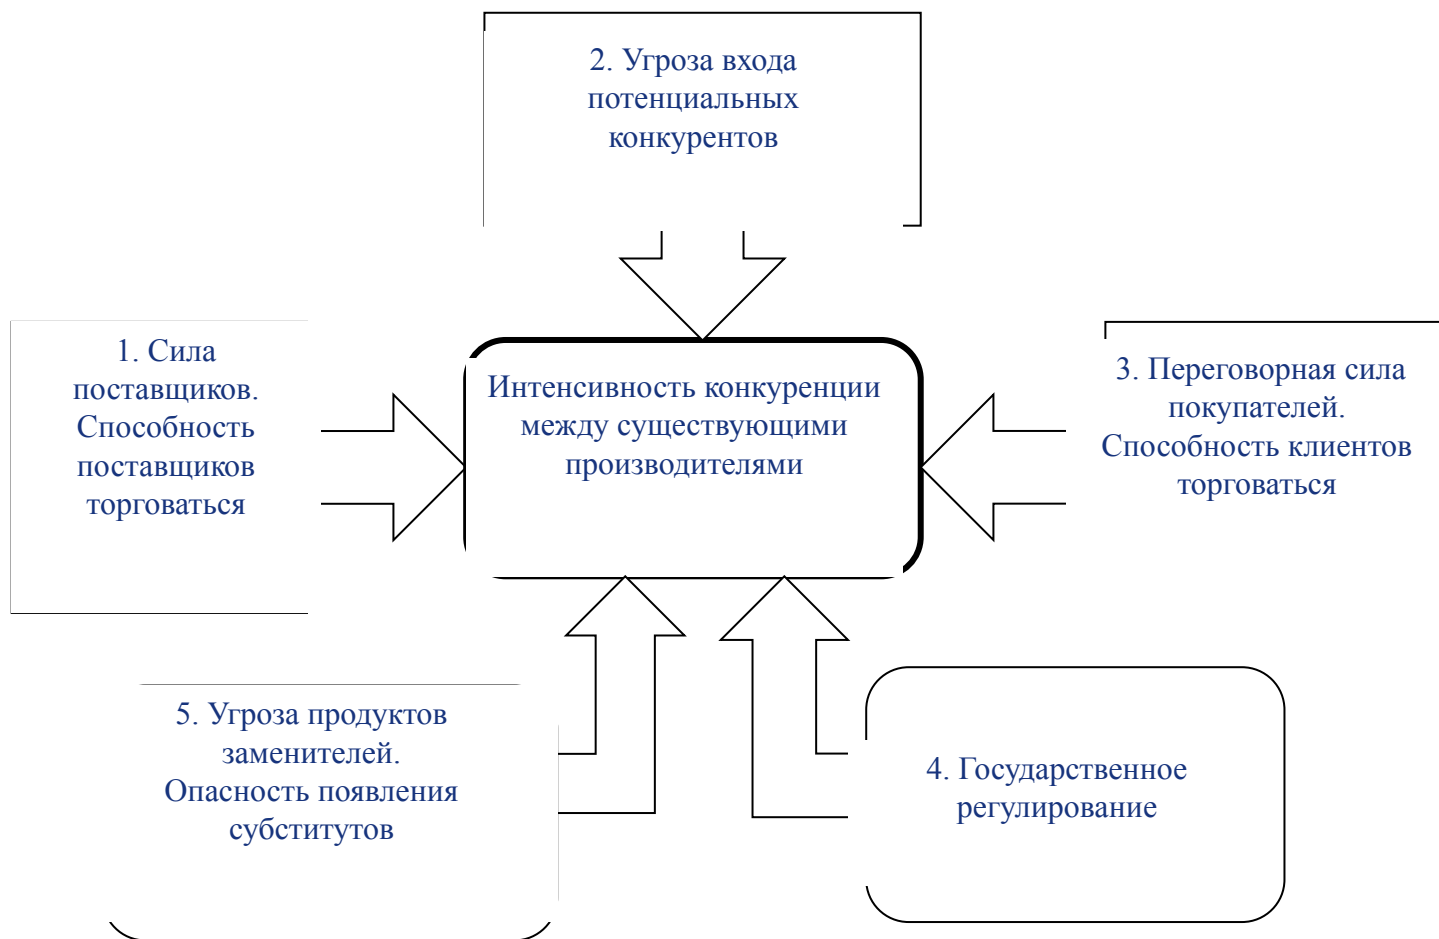 2. Угроза входа
потенциальных
конкурентов
1. Сила
поставщиков.
Способность
поставщиков
торговаться
Интенсивность конкуренции
между существующими
производителями
3. Переговорная сила
покупателей.
Способность клиентов
торговаться
5. Угроза продуктов
заменителей.
Опасность появления
субститутов
4. Государственное
регулирование